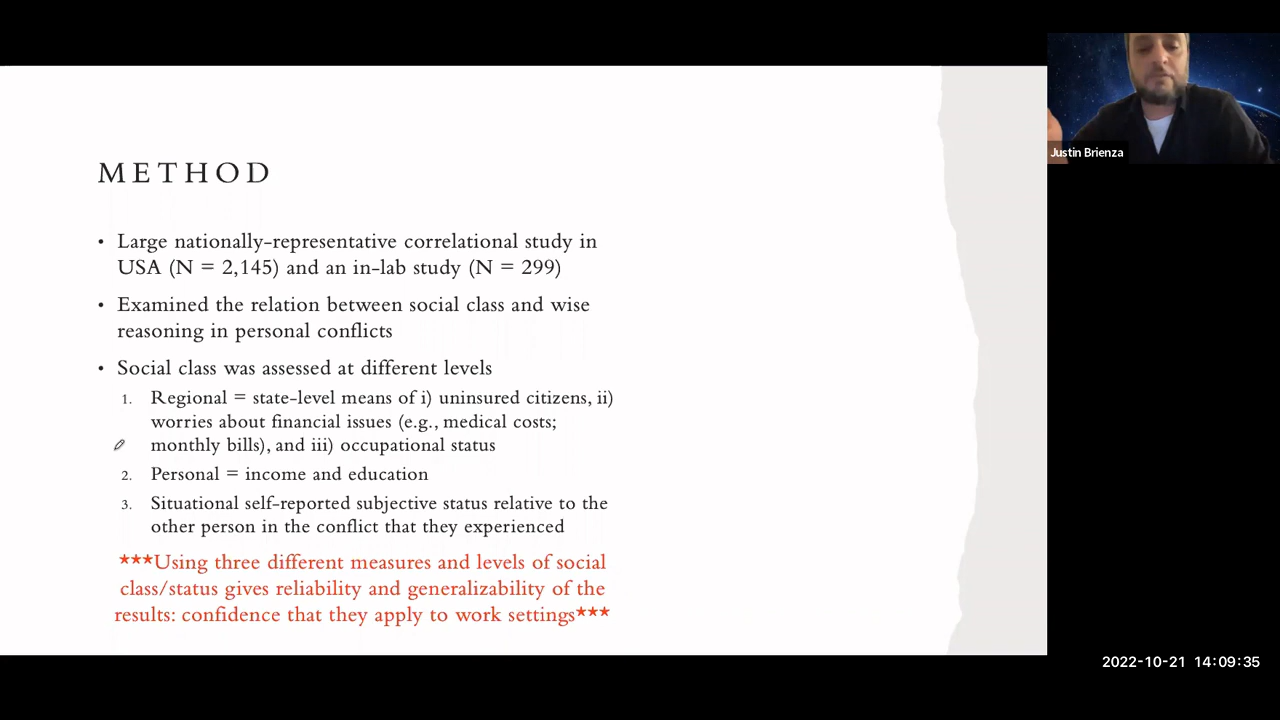 METHOD
• Large nationally-representative correlational study in
USA (N = 2,145) and an in-lab study (N = 299)
• Examined the relation between social class and wise
reasoning in personal conflicts
• Social class was assessed at different levels
1. Regional = state-level means of i) uninsured citizens, ii)
worries about financial issues (e.g., medical costs;
monthly bills), and iii) occupational status
2. Personal = income and education
3. Situational self-reported subjective status relative to the
other person in the conflict that they experienced
***Using three different measures and levels of social
class/status gives reliability and generalizability of the
results: confidence that they apply to work settings***
Justin Brienza
2022-10-21 14:09:35